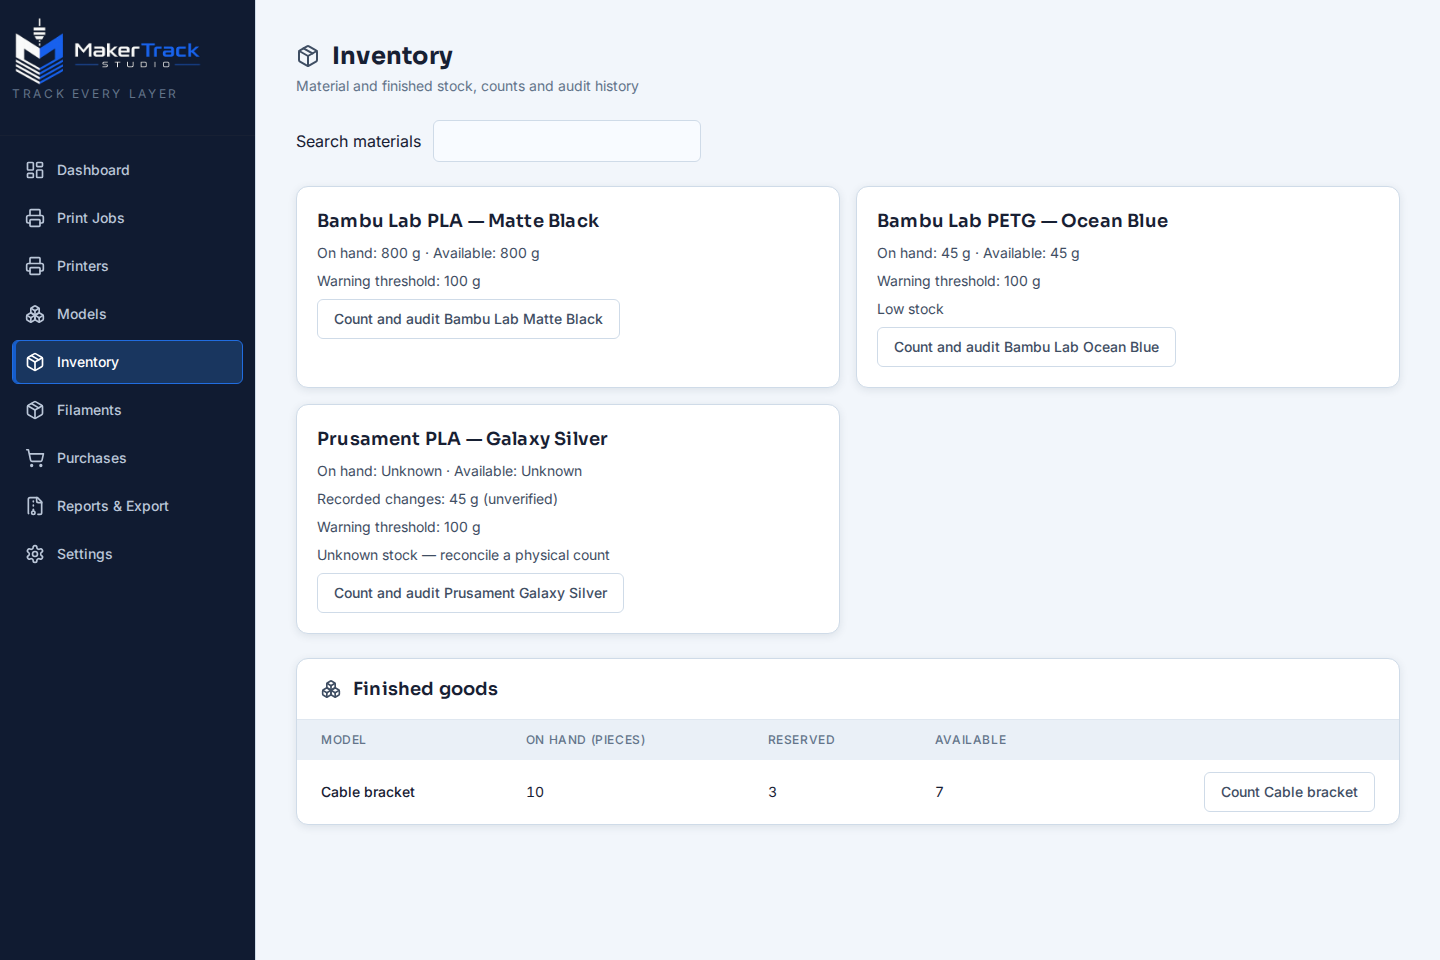 MakerTrack
STUDIO
TRACK EVERY LAYER
Dashboard
Print Jobs
Printers
Models
Inventory
Filaments
Purchases
Reports & Export
Settings
Inventory
Material and finished stock, counts and audit history
Search materials
Bambu Lab PLA — Matte Black
On hand: 800 g · Available: 800 g
Warning threshold: 100 g
Count and audit Bambu Lab Matte Black
Bambu Lab PETG — Ocean Blue
On hand: 45 g · Available: 45 g
Warning threshold: 100 g
Low stock
Count and audit Bambu Lab Ocean Blue
Prusament PLA — Galaxy Silver
On hand: Unknown · Available: Unknown
Recorded changes: 45 g (unverified)
Warning threshold: 100 g
Unknown stock — reconcile a physical count
Count and audit Prusament Galaxy Silver
Finished goods
MODEL ON HAND (PIECES) RESERVED AVAILABLE
Cable bracket 10 3 7 Count Cable bracket